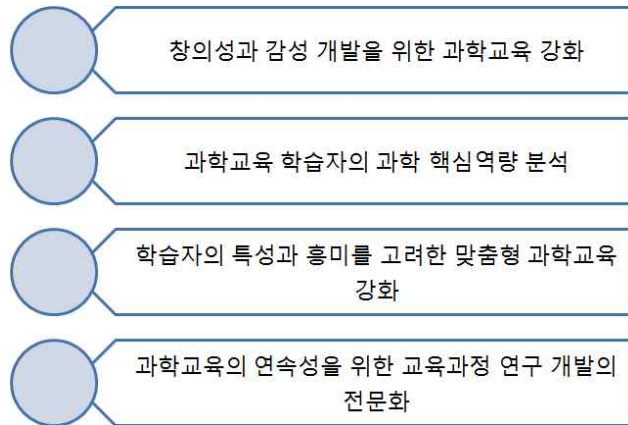 창의성과 감성 개발을 위한 과학교육 강화
과학교육 학습자의 과학 핵심역량 분석
학습자의 특성과 흥미를 고려한 맞춤형 과학교육
강화
과학교육의 연속성을 위한 교육과정 연구 개발의
전문화